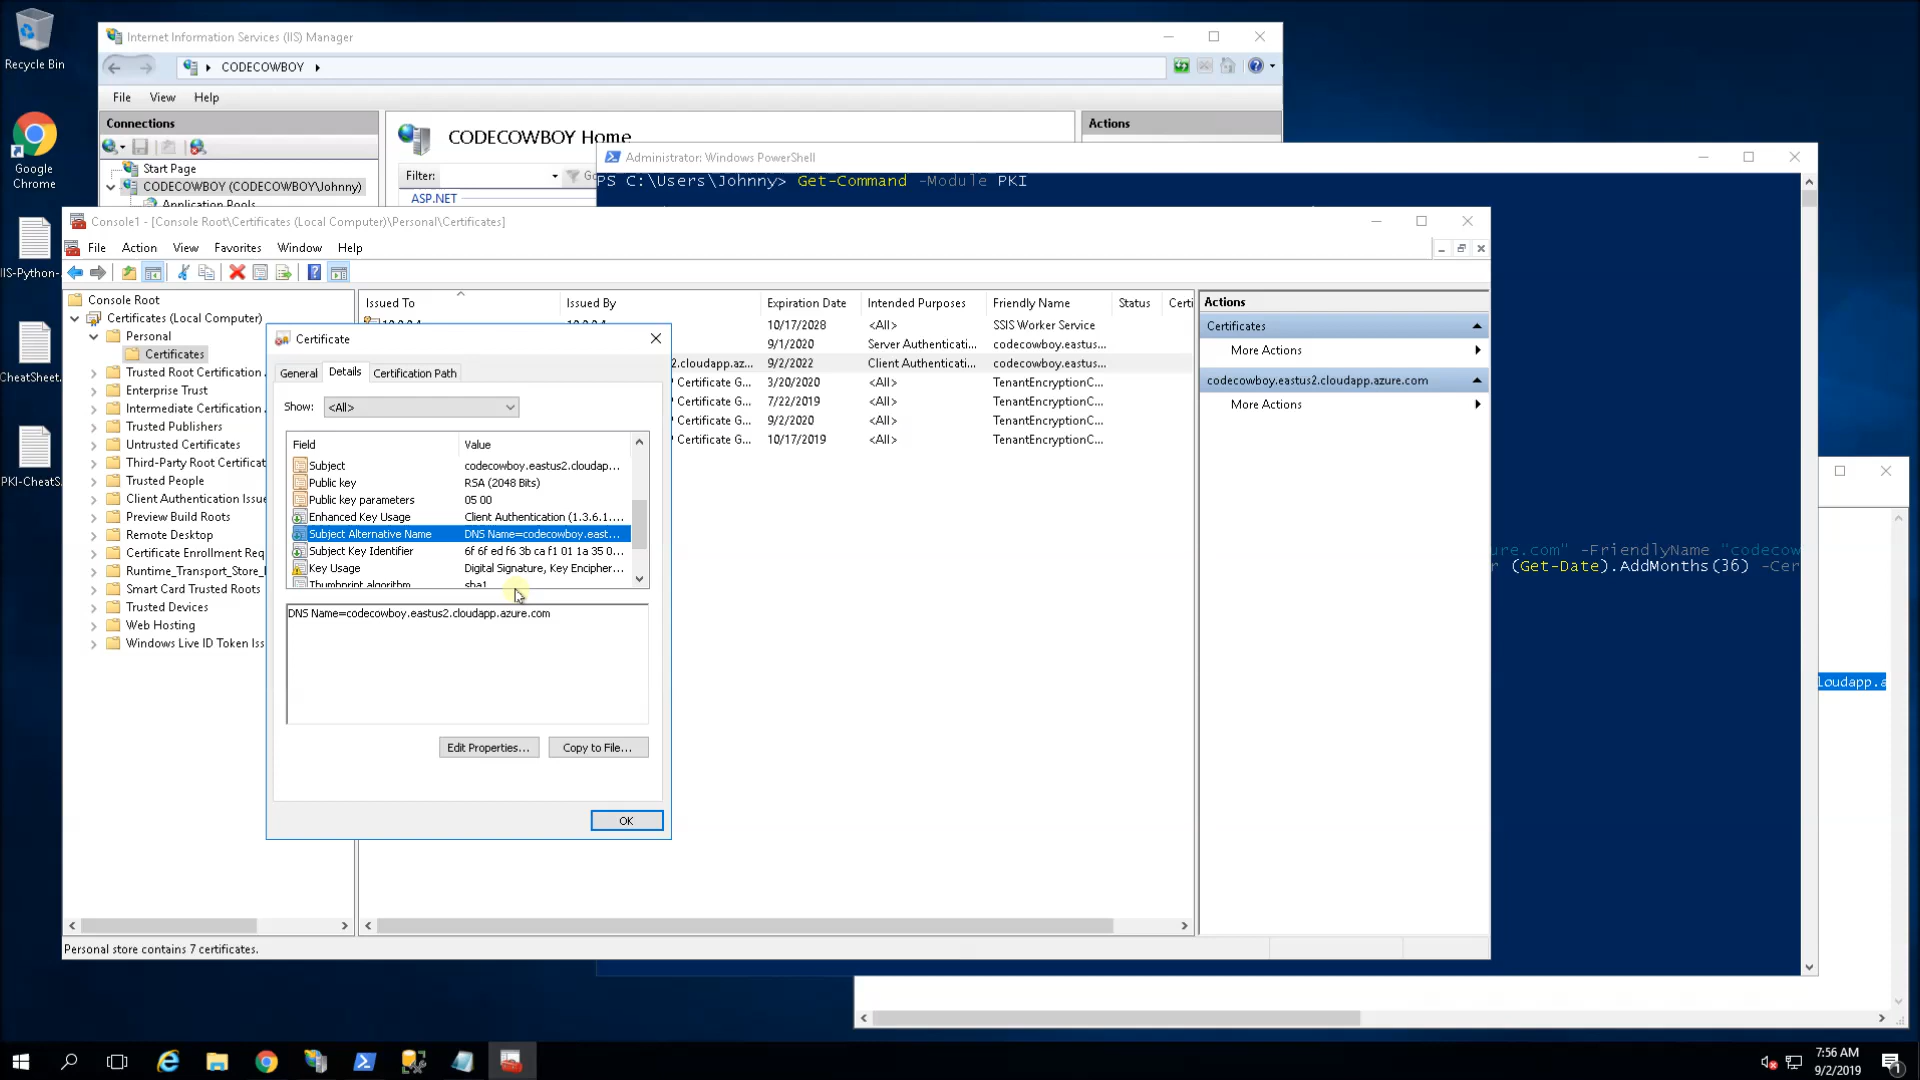 Recycle Bin
Google
Chrome
IIS-Python-
CheatSheet.
PKI-CheatS
Internet Information Services (IIS) Manager
CODECOWBOY
File View Help
Connections
Start Page
CODECOWBOY (CODECOWBOY\Johnny)
Application Pools
CODECOWBOY Home
Filter:
ASP.NET
Actions
Administrator: Windows PowerShell
PS C:\Users\Johnny> Get-Command -Module PKI
Console1 - [Console Root\Certificates (Local Computer)\Personal\Certificates]
File Action View Favorites Window Help
Console Root
Certificates (Local Computer)
Personal
Certificates
Trusted Root Certification
Enterprise Trust
Intermediate Certification
Trusted Publishers
Untrusted Certificates
Third-Party Root Certificat
Trusted People
Client Authentication Issue
Preview Build Roots
Remote Desktop
Certificate Enrollment Req
Runtime_Transport_Store_
Smart Card Trusted Roots
Trusted Devices
Web Hosting
Windows Live ID Token Iss
Issued To Issued By Expiration Date Intended Purposes Friendly Name Status Certi
10/17/2028 <All> SSIS Worker Service
9/1/2020 Server Authenticati... codecowboy.eastus...
2.cloudapp.az... 9/2/2022 Client Authenticati... codecowboy.eastus...
Certificate G... 3/20/2020 <All> TenantEncryptionC...
Certificate G... 7/22/2019 <All> TenantEncryptionC...
Certificate G... 9/2/2020 <All> TenantEncryptionC...
Certificate G... 10/17/2019 <All> TenantEncryptionC...
Actions
Certificates
More Actions
codecowboy.eastus2.cloudapp.azure.com
More Actions
Certificate
General Details Certification Path
Show: <All>
Field Value
Subject codecowboy.eastus2.cloudap...
Public key RSA (2048 Bits)
Public key parameters 05 00
Enhanced Key Usage Client Authentication (1.3.6.1....
Subject Alternative Name DNS Name=codecowboy.east...
Subject Key Identifier 6f 6f ed f6 3b ca f1 01 1a 35 0...
Key Usage Digital Signature, Key Encipher...
Thumbprint algorithm sha1
DNS Name=codecowboy.eastus2.cloudapp.azure.com
Edit Properties... Copy to File...
OK
Personal store contains 7 certificates.
re.com" -FriendlyName "codecow
r (Get-Date).AddMonths(36) -Cer
loudapp.a
7:56 AM
9/2/2019
1